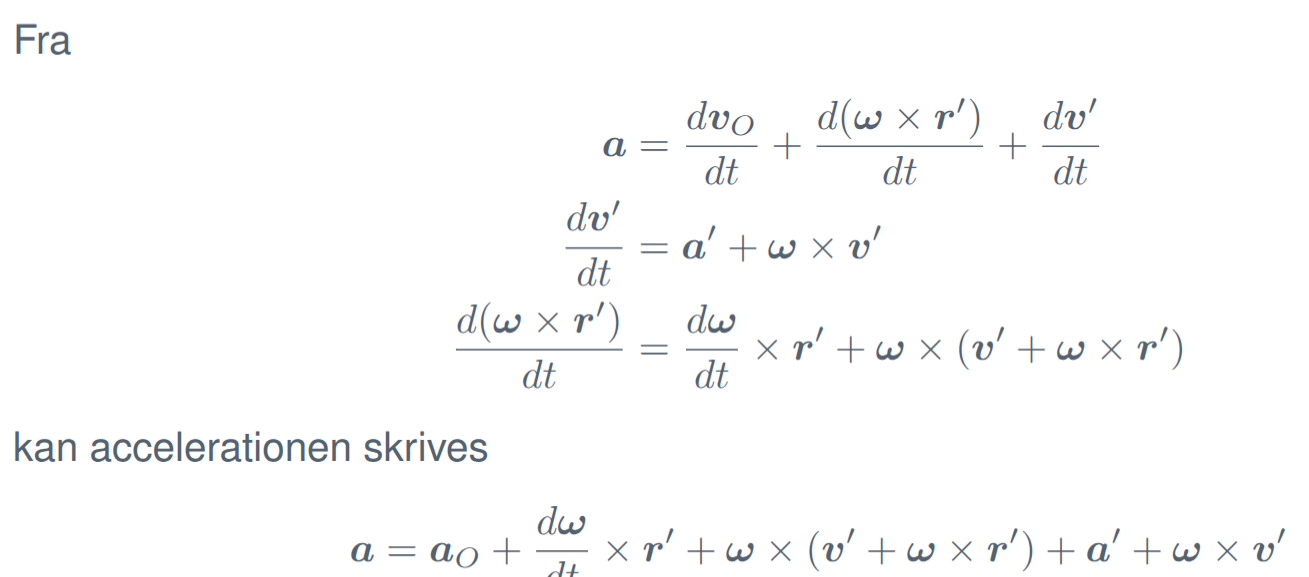 Fra
𝒂 = d𝒗_O/dt + d(𝝎 × 𝒓′)/dt + d𝒗′/dt
d𝒗′/dt = 𝒂′ + 𝝎 × 𝒗′
d(𝝎 × 𝒓′)/dt = d𝝎/dt × 𝒓′ + 𝝎 × (𝒗′ + 𝝎 × 𝒓′)
kan accelerationen skrives
𝒂 = 𝒂_O + d𝝎/dt × 𝒓′ + 𝝎 × (𝒗′ + 𝝎 × 𝒓′) + 𝒂′ + 𝝎 × 𝒗′